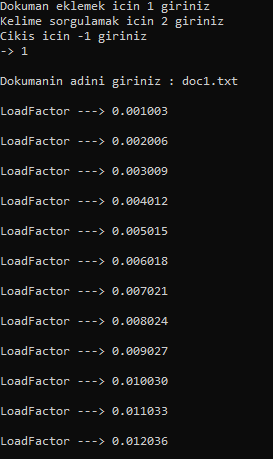 Dokuman eklemek icin 1 giriniz
Kelime sorgulamak icin 2 giriniz
Cikis icin -1 giriniz
-> 1
Dokumanin adini giriniz : doc1.txt
LoadFactor ---> 0.001003
LoadFactor ---> 0.002006
LoadFactor ---> 0.003009
LoadFactor ---> 0.004012
LoadFactor ---> 0.005015
LoadFactor ---> 0.006018
LoadFactor ---> 0.007021
LoadFactor ---> 0.008024
LoadFactor ---> 0.009027
LoadFactor ---> 0.010030
LoadFactor ---> 0.011033
LoadFactor ---> 0.012036